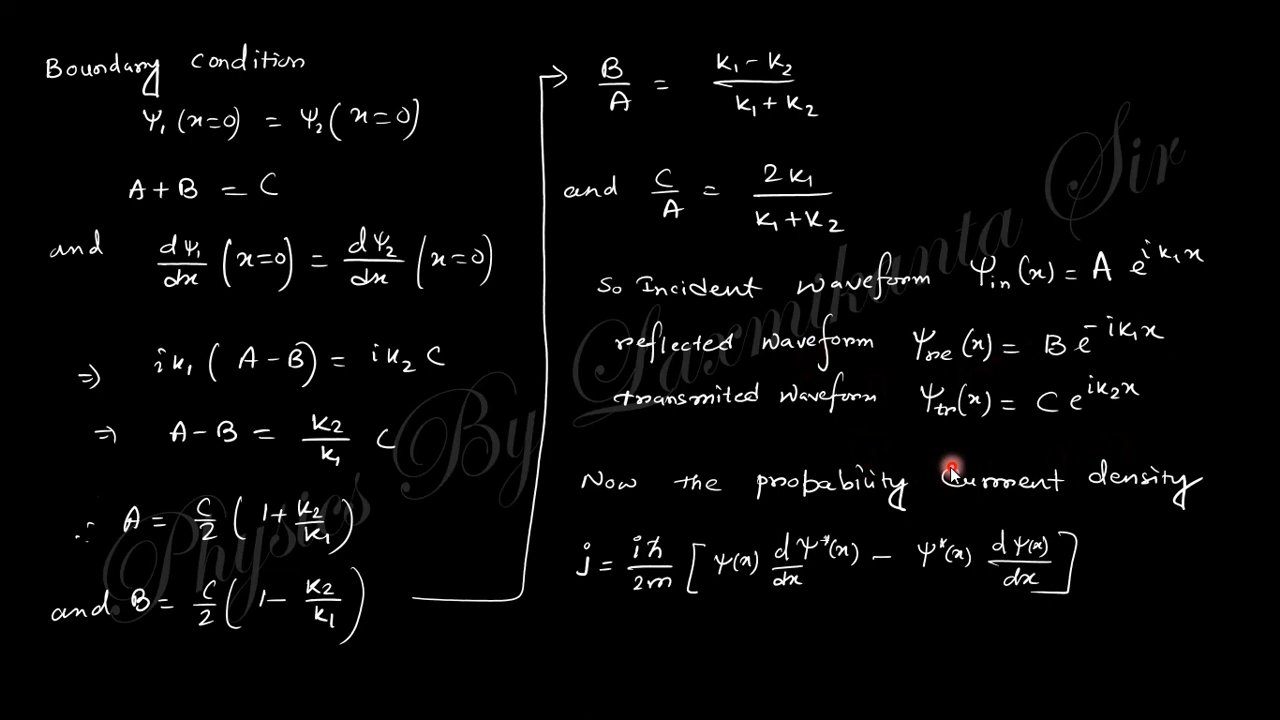 Boundary condition
Ψ₁(x=0) = Ψ₂(x=0)
A+B = C
and dΨ₁/dx (x=0) = dΨ₂/dx (x=0)
⇒ ik₁(A-B) = ik₂ C
⇒ A-B = k₂/k₁ C
∴ A = C/2 (1+ k₂/k₁)
and B = C/2 (1- k₂/k₁)
→ B/A = (k₁-k₂)/(k₁+k₂)
and C/A = 2k₁/(k₁+k₂)
So Incident waveform Ψin(x) = A e^{ik₁x}
reflected waveform Ψre(x) = B e^{-ik₁x}
transmited waveform Ψtr(x) = C e^{ik₂x}
Now the probability current density
j = iħ/2m [Ψ(x) d/dx Ψ*(x) - Ψ*(x) dΨ(x)/dx]
Physics By Laxmikanta Sir